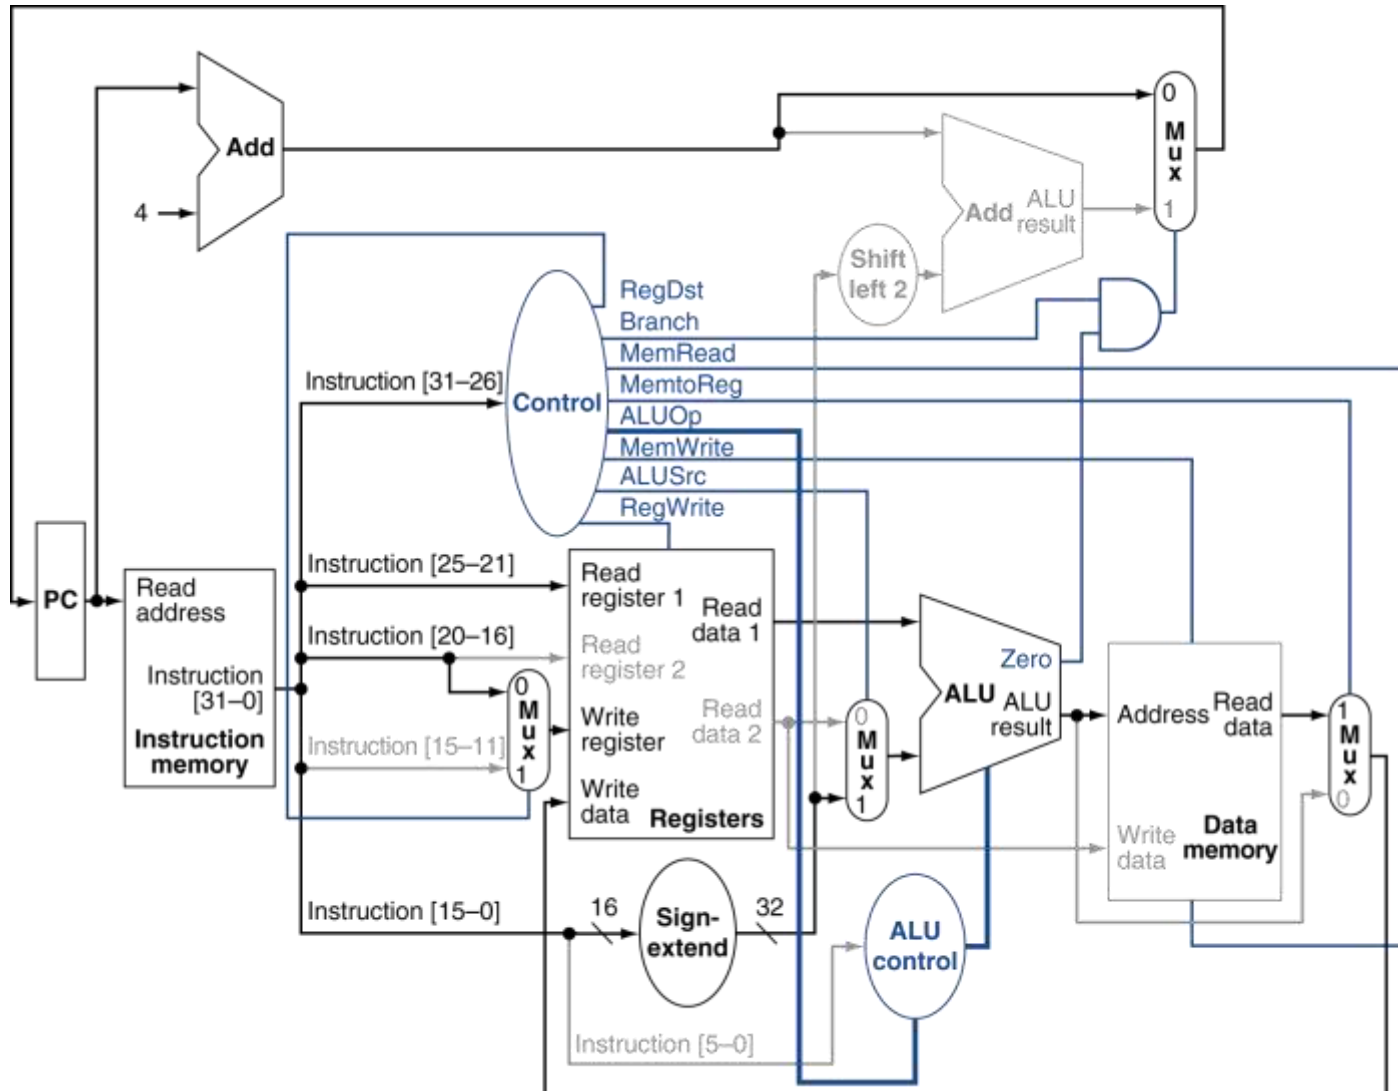 0
M
u
x
1
Add
4
Add
ALU
result
Shift
left 2
RegDst
Branch
MemRead
MemtoReg
ALUOp
MemWrite
ALUSrc
RegWrite
Instruction [31–26]
Control
PC
Read
address
Instruction
[31–0]
Instruction
memory
Instruction [25–21]
Instruction [20–16]
Instruction [15–11]
0
M
u
x
1
Read
register 1
Read
register 2
Write
register
Write
data
Read
data 1
Read
data 2
Registers
0
M
u
x
1
Zero
ALU
ALU
result
Address
Read
data
Write
data
Data
memory
1
M
u
x
0
Instruction [15–0]
16
Sign-
extend
32
ALU
control
Instruction [5–0]